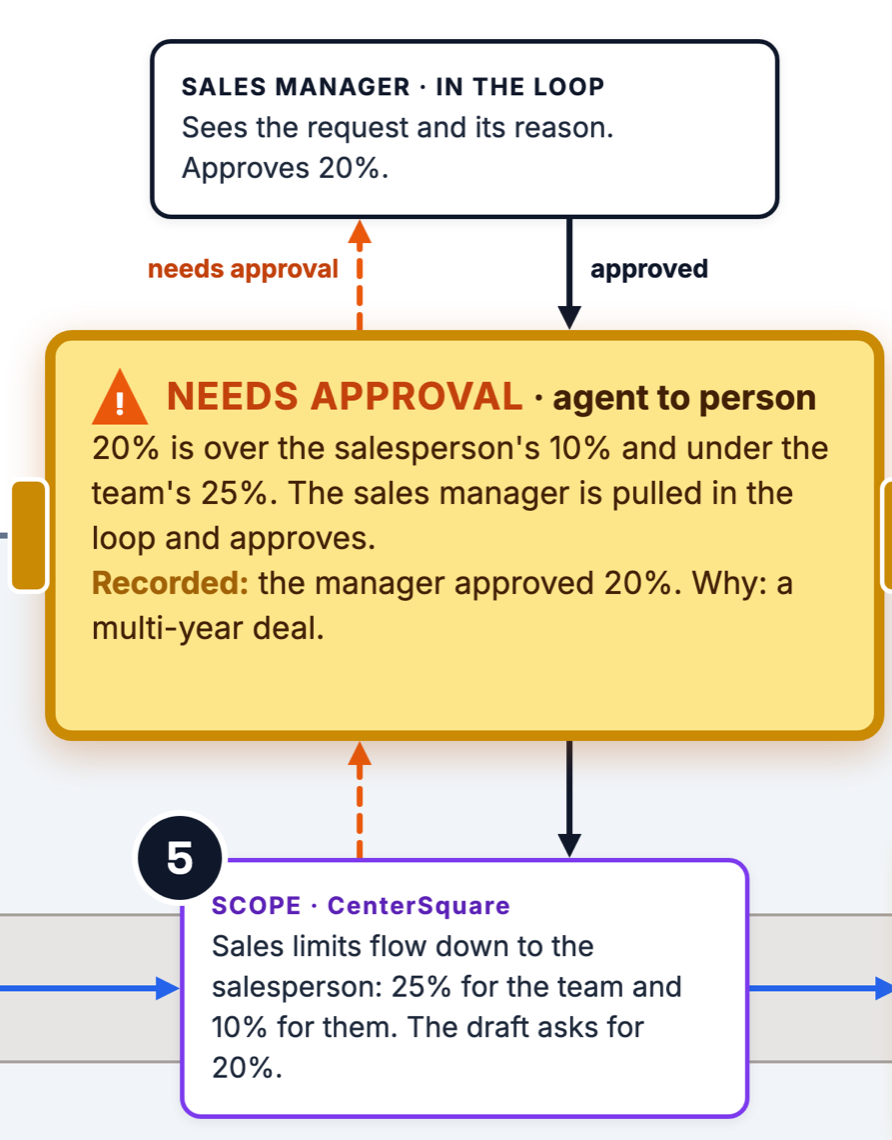 SALES MANAGER · IN THE LOOP
Sees the request and its reason.
Approves 20%.
needs approval
approved
! NEEDS APPROVAL · agent to person
20% is over the salesperson's 10% and under the
team's 25%. The sales manager is pulled in the
loop and approves.
Recorded: the manager approved 20%. Why: a
multi-year deal.
5
SCOPE · CenterSquare
Sales limits flow down to the
salesperson: 25% for the team and
10% for them. The draft asks for
20%.